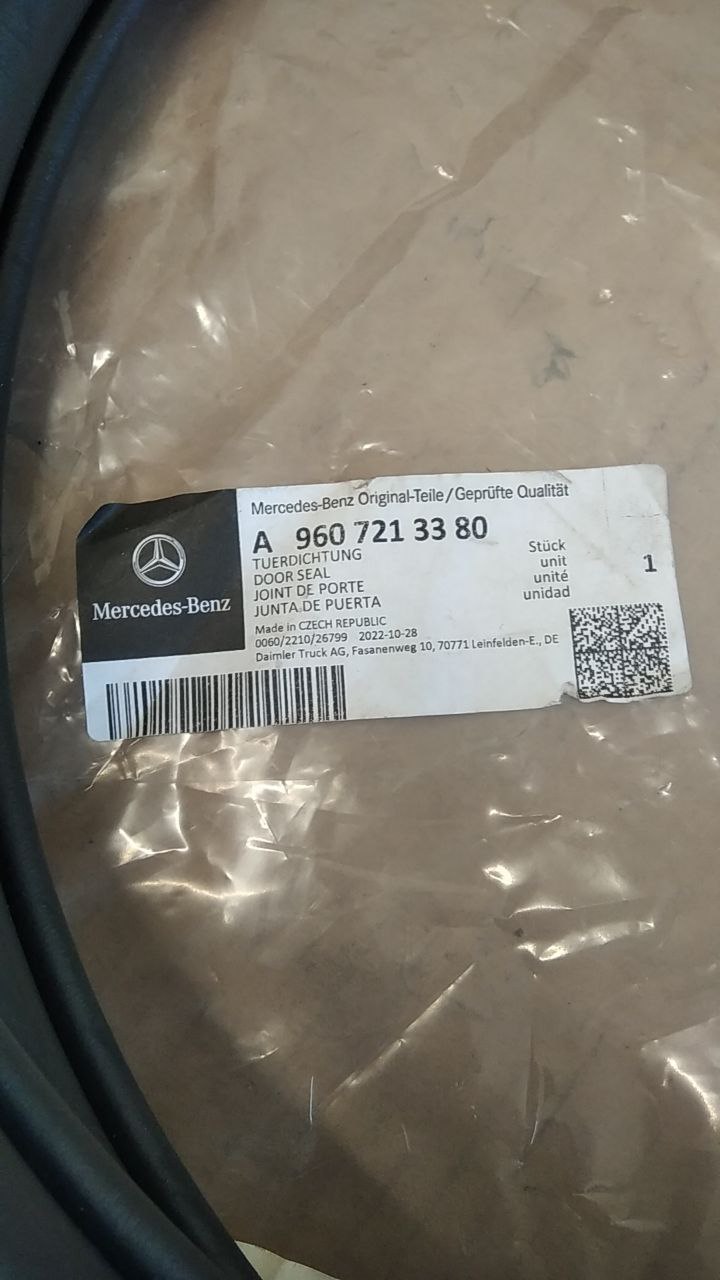 Mercedes-Benz Original-Teile/Geprüfte Qualität
A 960 721 33 80
TUERDICHTUNG
DOOR SEAL
JOINT DE PORTE
JUNTA DE PUERTA
Stück
unit
unité
unidad
1
Made in CZECH REPUBLIC
0060/2210/26799 2022-10-28
Daimler Truck AG, Fasanenweg 10, 70771 Leinfelden-E., DE
Mercedes-Benz